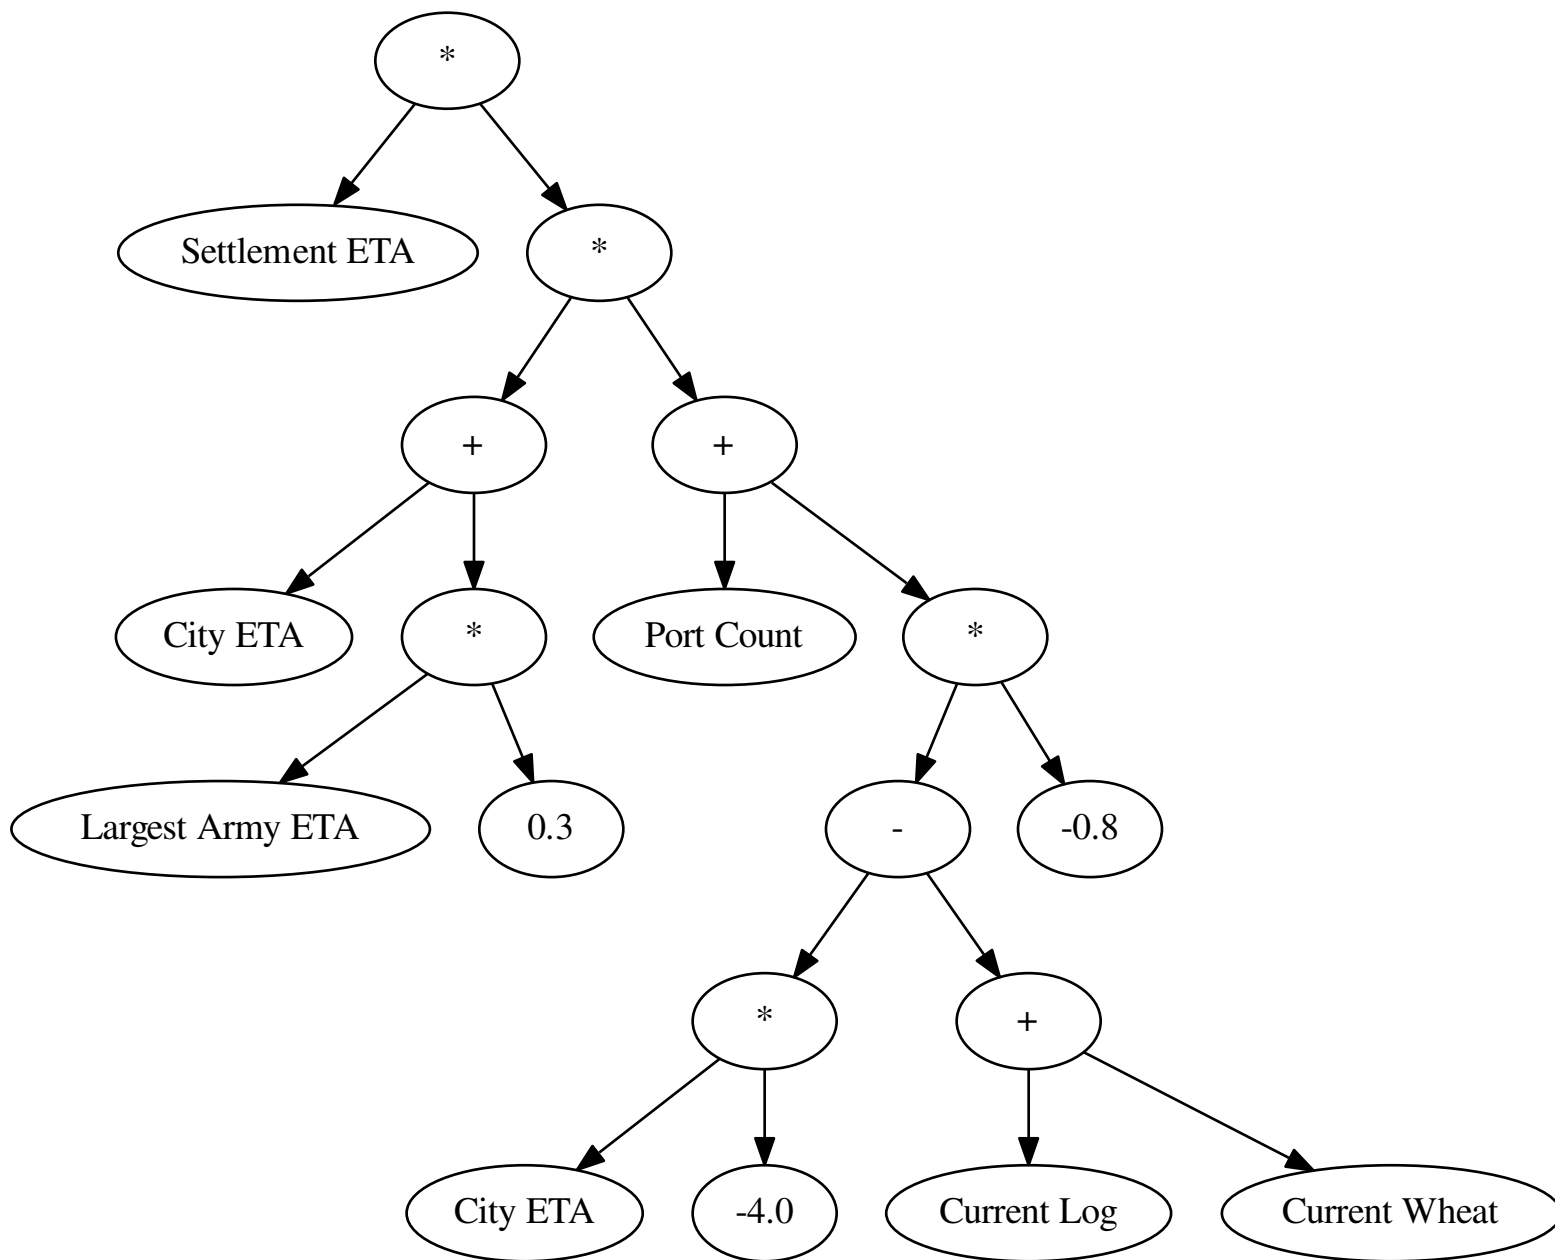 *
Settlement ETA
*
+
+
City ETA
*
Port Count
*
Largest Army ETA
0.3
-
-0.8
*
+
City ETA
-4.0
Current Log
Current Wheat